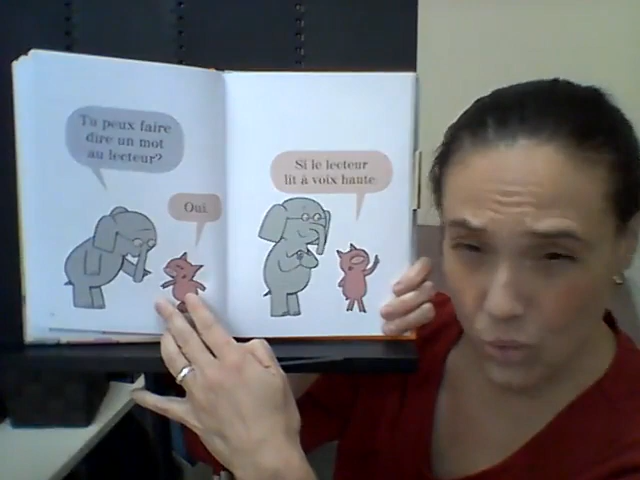 Tu peux faire
dire un mot
au lecteur?
Oui.
Si le lecteur
lit à voix haute